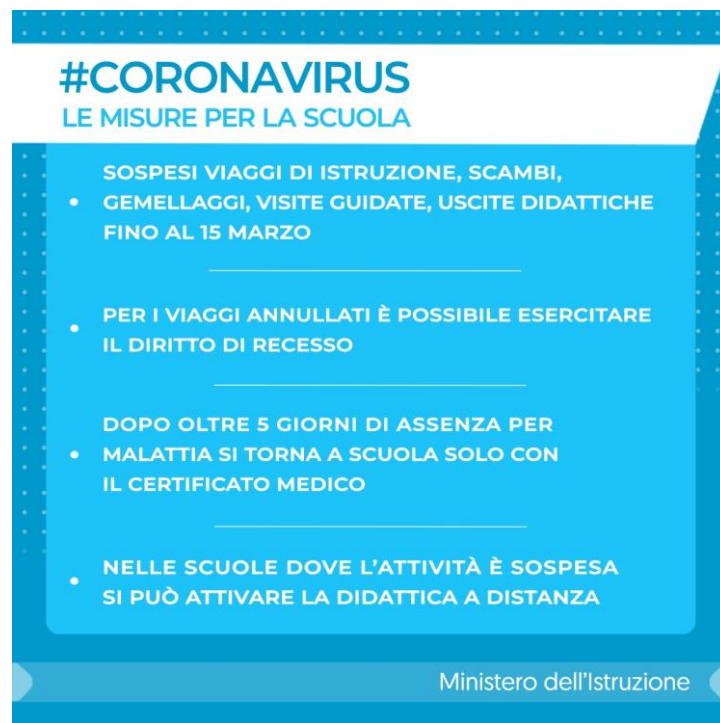 #CORONAVIRUS
LE MISURE PER LA SCUOLA
SOSPESI VIAGGI DI ISTRUZIONE, SCAMBI,
• GEMELLAGGI, VISITE GUIDATE, USCITE DIDATTICHE
FINO AL 15 MARZO
• PER I VIAGGI ANNULLATI È POSSIBILE ESERCITARE
IL DIRITTO DI RECESSO
DOPO OLTRE 5 GIORNI DI ASSENZA PER
• MALATTIA SI TORNA A SCUOLA SOLO CON
IL CERTIFICATO MEDICO
• NELLE SCUOLE DOVE L'ATTIVITÀ È SOSPESA
SI PUÒ ATTIVARE LA DIDATTICA A DISTANZA
Ministero dell'Istruzione